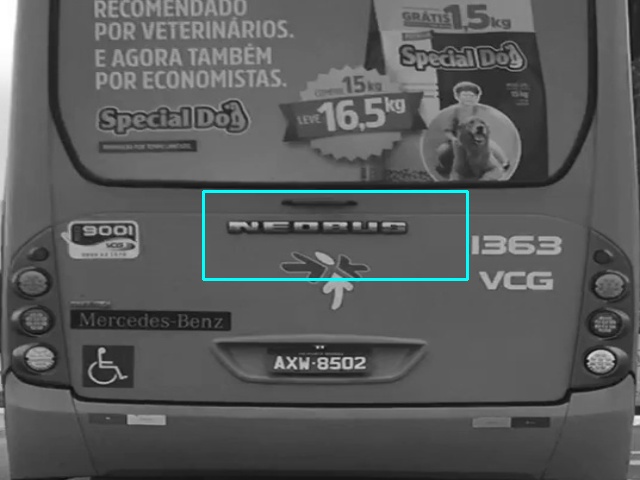 RECOMENDADO
POR VETERINÁRIOS.
E AGORA TAMBÉM
POR ECONOMISTAS.
Special Dog
GRÁTIS 1,5kg
Special Dog
15kg
LEVE 16,5kg
NEOBUS
9001
VCG
1363
VCG
Mercedes-Benz
AXW-8502